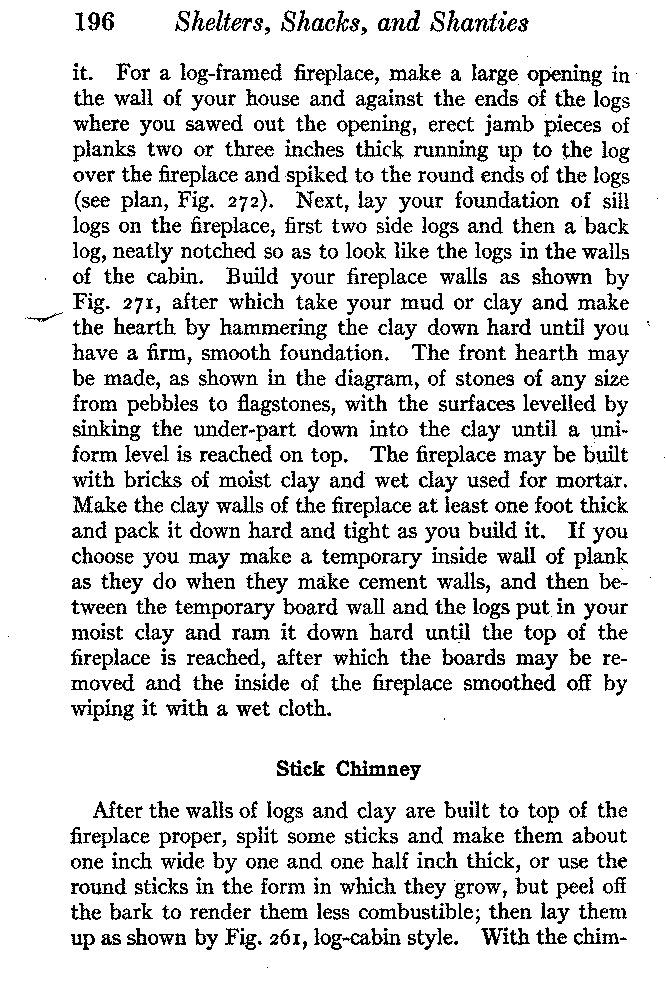 196 Shelters, Shacks, and Shanties
it. For a log-framed fireplace, make a large opening in
the wall of your house and against the ends of the logs
where you sawed out the opening, erect jamb pieces of
planks two or three inches thick running up to the log
over the fireplace and spiked to the round ends of the logs
(see plan, Fig. 272). Next, lay your foundation of sill
logs on the fireplace, first two side logs and then a back
log, neatly notched so as to look like the logs in the walls
of the cabin. Build your fireplace walls as shown by
Fig. 271, after which take your mud or clay and make
the hearth by hammering the clay down hard until you
have a firm, smooth foundation. The front hearth may
be made, as shown in the diagram, of stones of any size
from pebbles to flagstones, with the surfaces levelled by
sinking the under-part down into the clay until a uni-
form level is reached on top. The fireplace may be built
with bricks of moist clay and wet clay used for mortar.
Make the clay walls of the fireplace at least one foot thick
and pack it down hard and tight as you build it. If you
choose you may make a temporary inside wall of plank
as they do when they make cement walls, and then be-
tween the temporary board wall and the logs put in your
moist clay and ram it down hard until the top of the
fireplace is reached, after which the boards may be re-
moved and the inside of the fireplace smoothed off by
wiping it with a wet cloth.
Stick Chimney
After the walls of logs and clay are built to top of the
fireplace proper, split some sticks and make them about
one inch wide by one and one half inch thick, or use the
round sticks in the form in which they grow, but peel off
the bark to render them less combustible; then lay them
up as shown by Fig. 261, log-cabin style. With the chim-